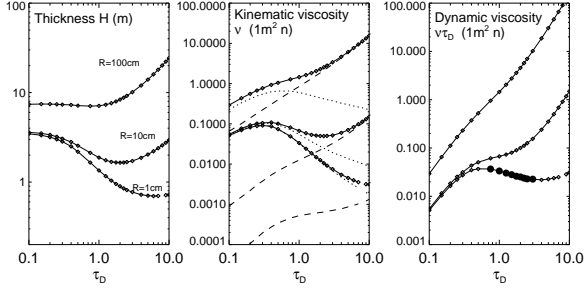 Thickness H (m)
R=100cm
R=10cm
R=1cm
10
1
0.1
1.0
10.0
τD
Kinematic viscosity
ν (1m² n)
100.0000
10.0000
1.0000
0.1000
0.0100
0.0010
0.0001
0.1
1.0
10.0
τD
Dynamic viscosity
ντD (1m² n)
100.000
10.000
1.000
0.100
0.010
0.001
0.1
1.0
10.0
τD